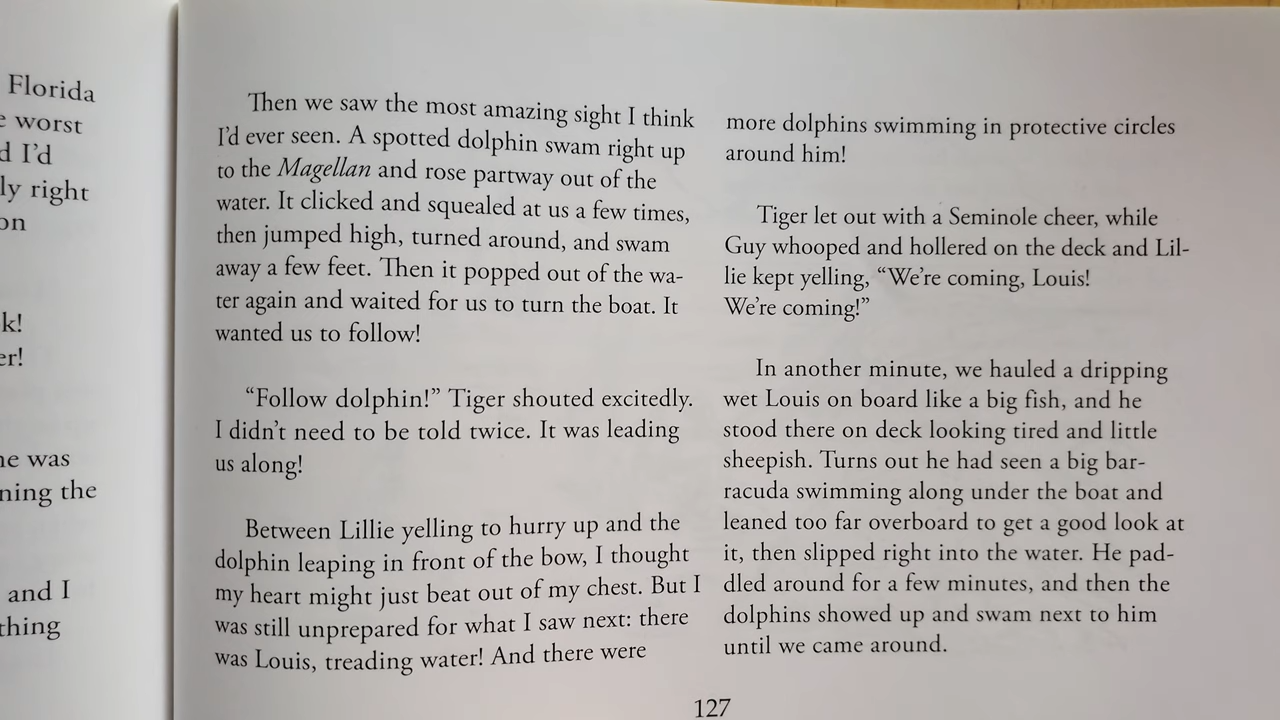 Florida
worst
I'd
right
on
k!
er!
was
the
and I
thing
Then we saw the most amazing sight I think
I'd ever seen. A spotted dolphin swam right up
to the Magellan and rose partway out of the
water. It clicked and squealed at us a few times,
then jumped high, turned around, and swam
away a few feet. Then it popped out of the wa-
ter again and waited for us to turn the boat. It
wanted us to follow!
“Follow dolphin!” Tiger shouted excitedly.
I didn't need to be told twice. It was leading
us along!
Between Lillie yelling to hurry up and the
dolphin leaping in front of the bow, I thought
my heart might just beat out of my chest. But I
was still unprepared for what I saw next: there
was Louis, treading water! And there were
more dolphins swimming in protective circles
around him!
Tiger let out with a Seminole cheer, while
Guy whooped and hollered on the deck and Lil-
lie kept yelling, “We're coming, Louis!
We're coming!”
In another minute, we hauled a dripping
wet Louis on board like a big fish, and he
stood there on deck looking tired and little
sheepish. Turns out he had seen a big bar-
racuda swimming along under the boat and
leaned too far overboard to get a good look at
it, then slipped right into the water. He pad-
dled around for a few minutes, and then the
dolphins showed up and swam next to him
until we came around.
127